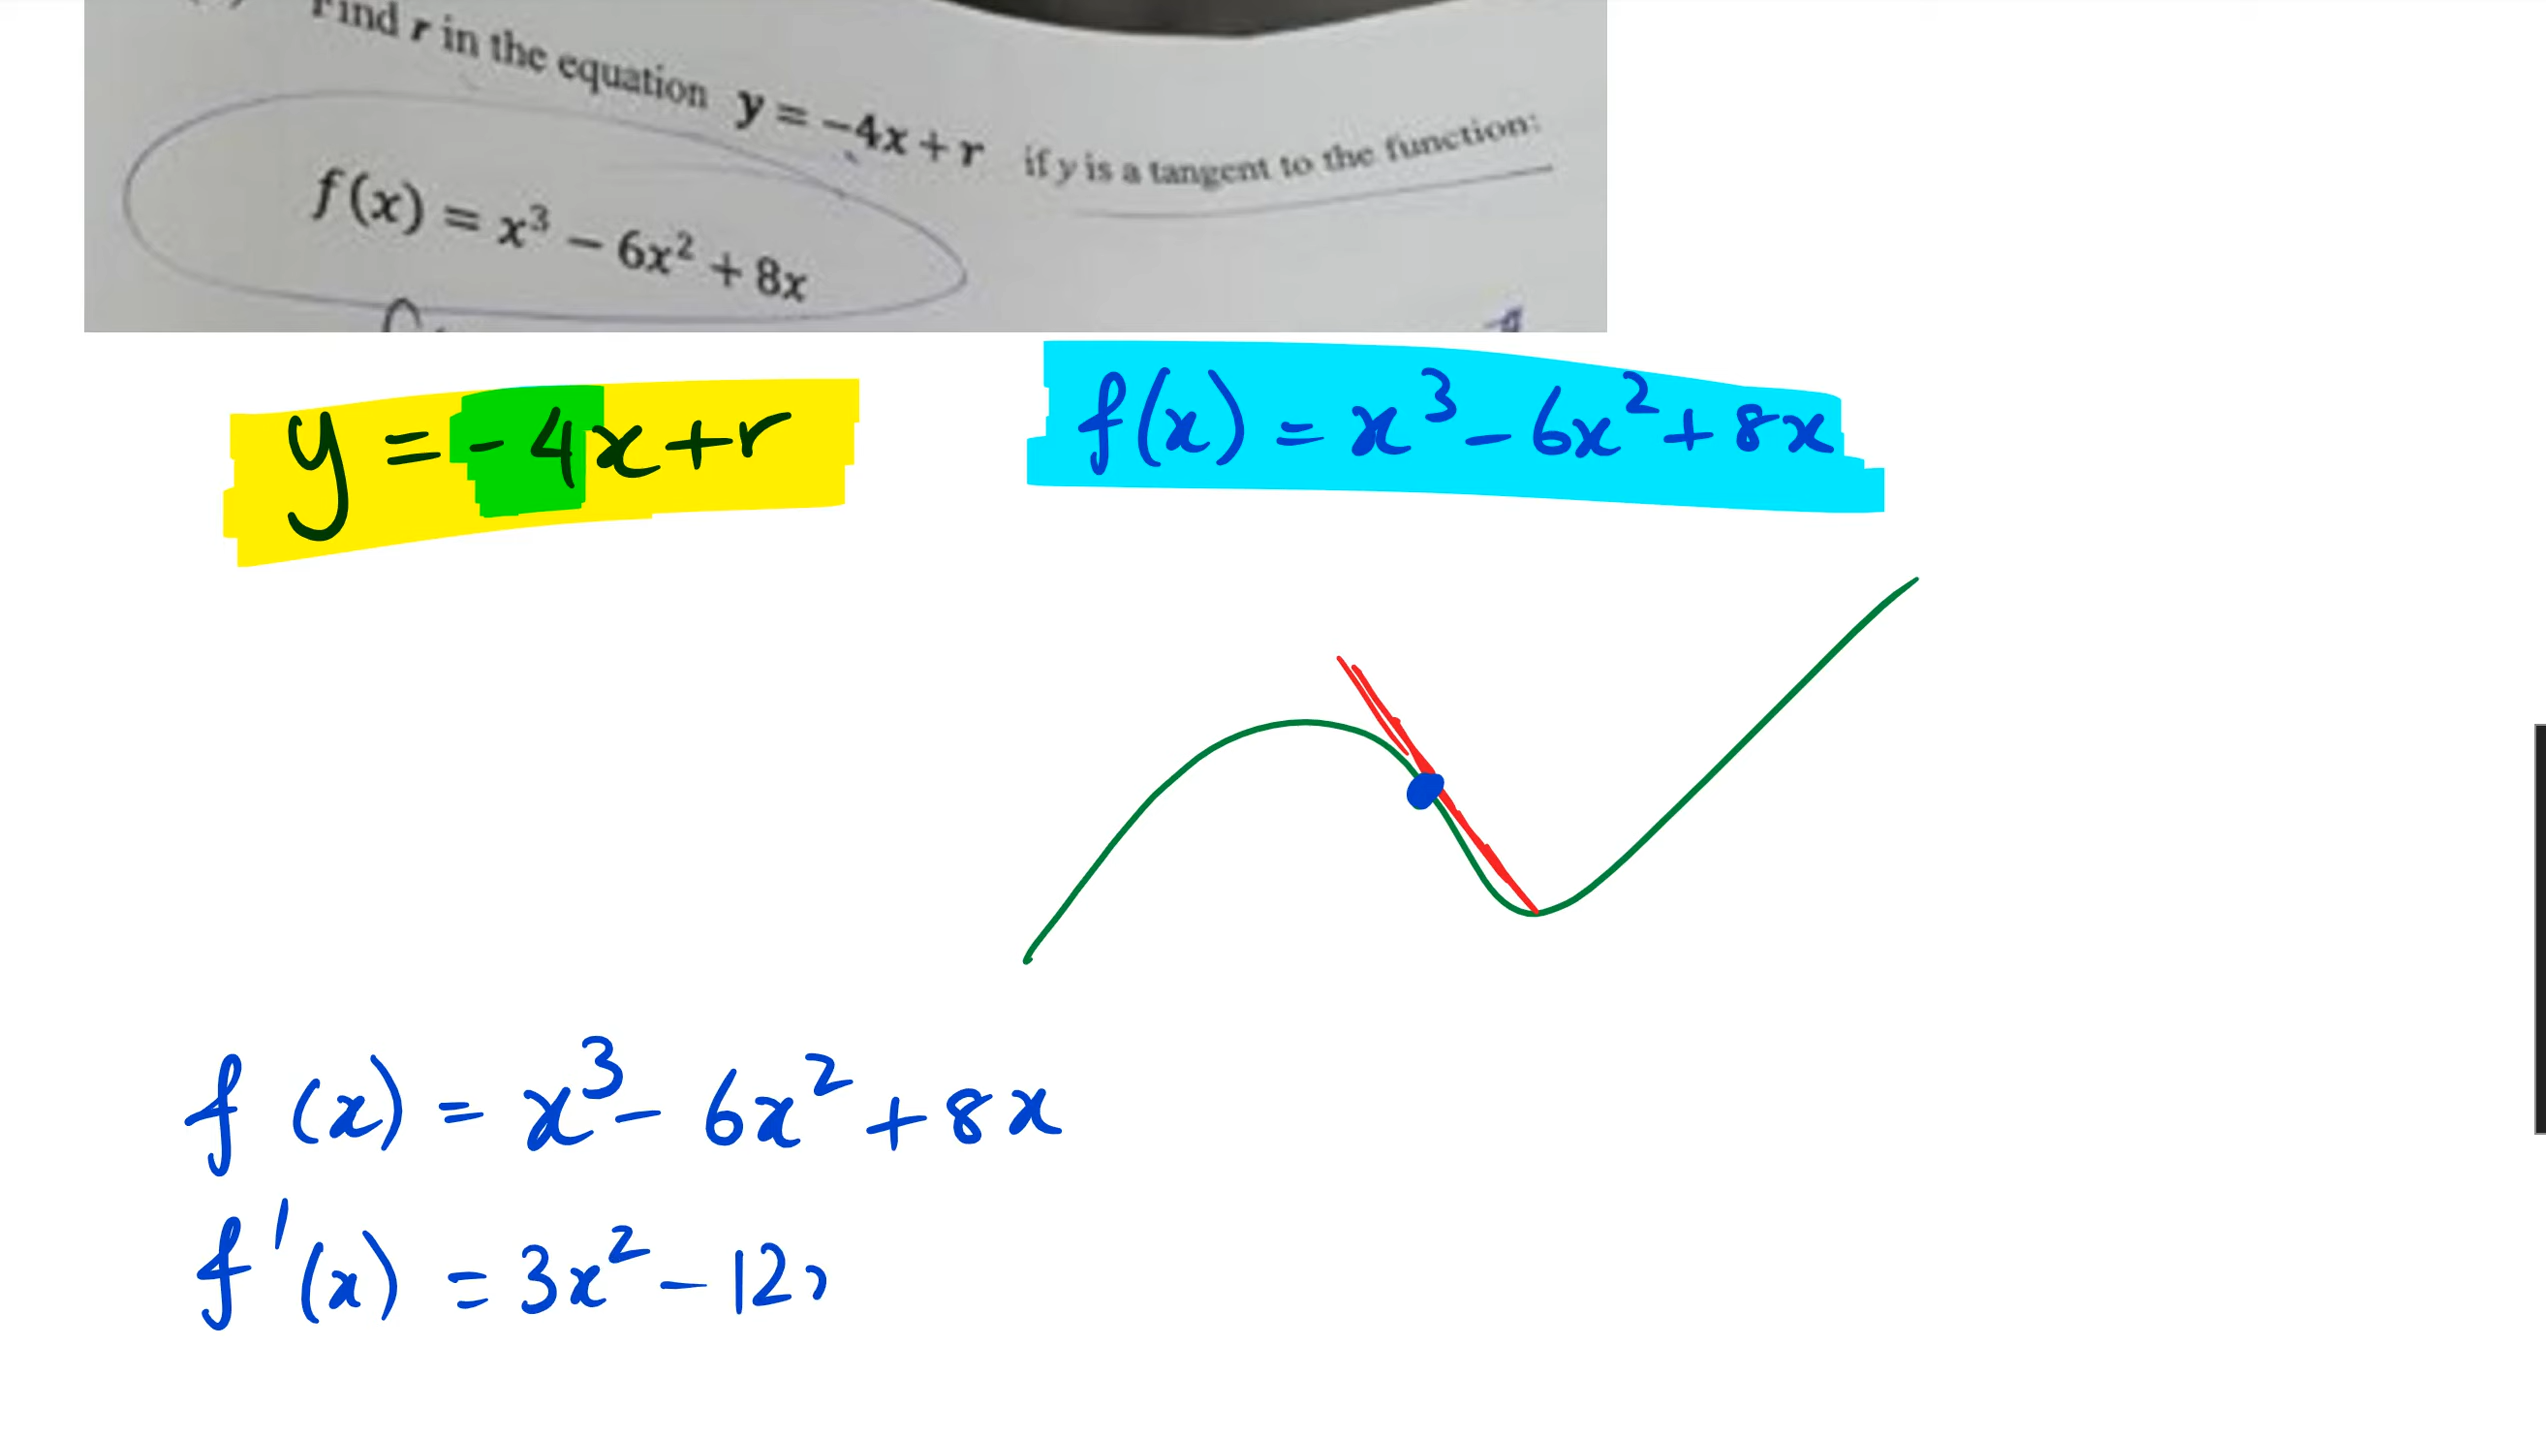 Find r in the equation y = −4x + r if y is a tangent to the function:
f(x) = x³ − 6x² + 8x
y = -4x+r
f(x) = x³ - 6x² + 8x
f (x) = x³ - 6x² + 8x
f'(x) = 3x² - 12